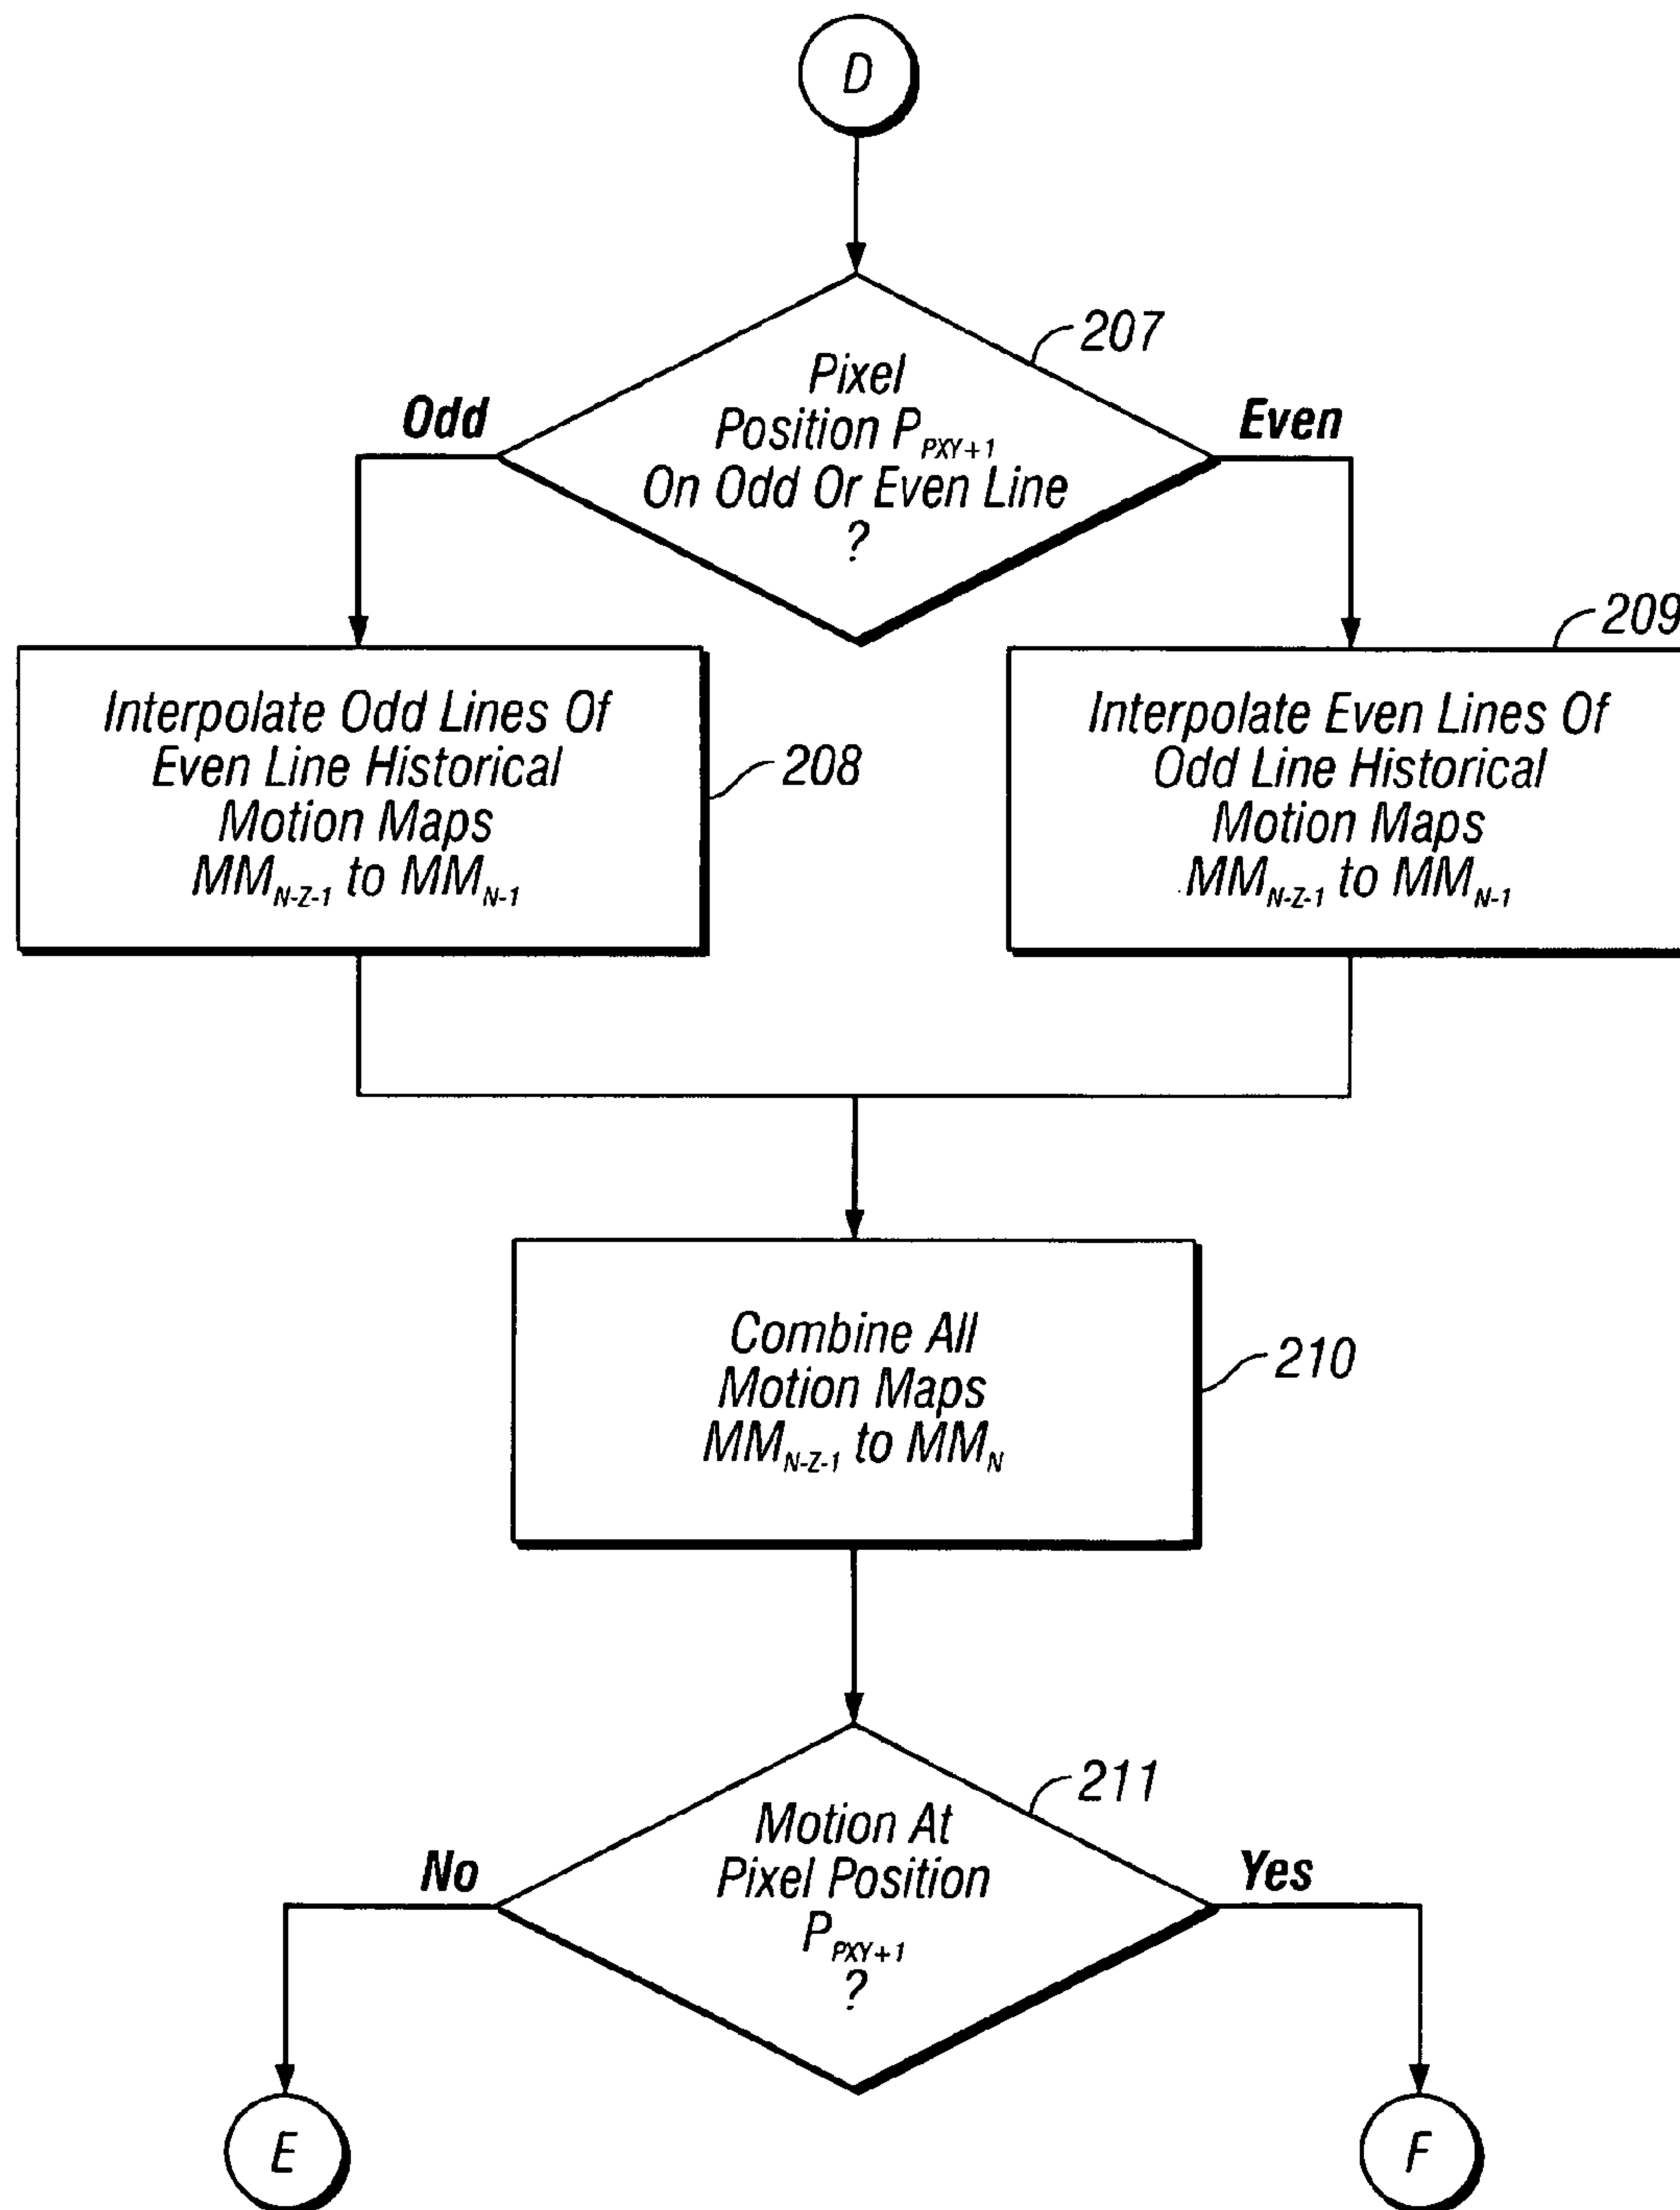 D
207
Pixel
Position P_PXY+1
On Odd Or Even Line
?
Odd
Even
Interpolate Odd Lines Of
Even Line Historical
Motion Maps
MM_N-Z-1 to MM_N-1
208
209
Interpolate Even Lines Of
Odd Line Historical
Motion Maps
MM_N-Z-1 to MM_N-1
Combine All
Motion Maps
MM_N-Z-1 to MM_N
210
211
Motion At
Pixel Position
P_PXY+1
?
No
Yes
E
F